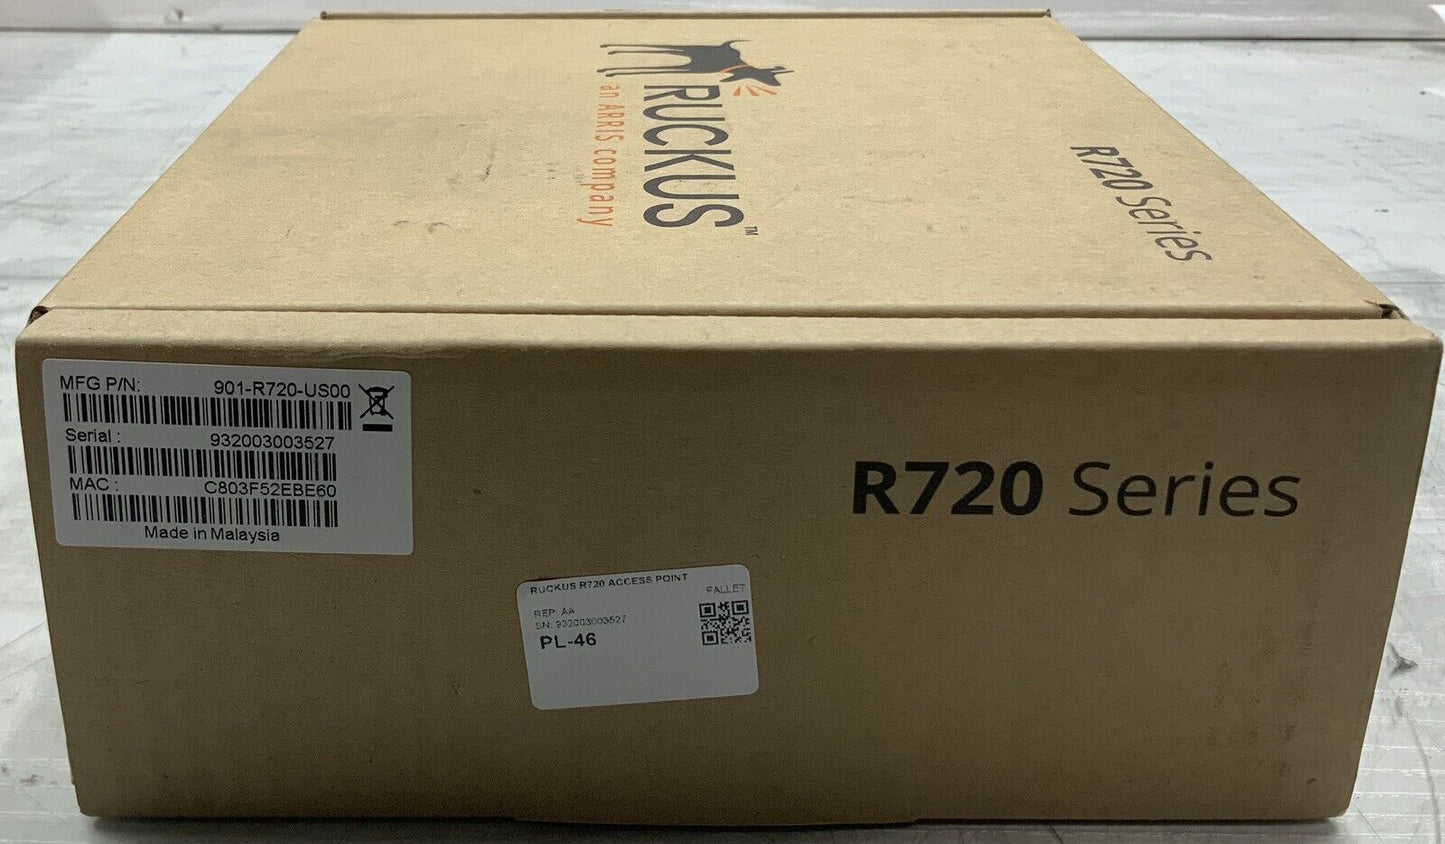 RUCKUS™
an ARRIS company
R720 Series
MFG P/N: 901-R720-US00
Serial : 932003003527
MAC : C803F52EBE60
Made in Malaysia
R720 Series
RUCKUS R720 ACCESS POINT
PALLET
REP: AA
SN: 932003003527
PL-46